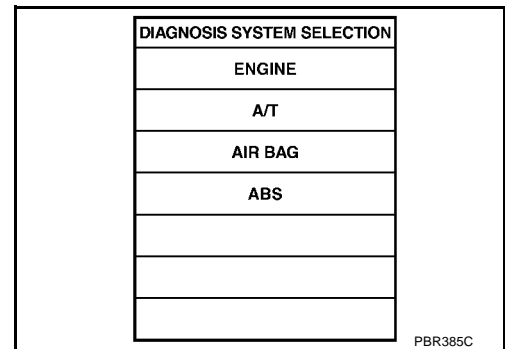 DIAGNOSIS SYSTEM SELECTION
ENGINE
A/T
AIR BAG
ABS
PBR385C